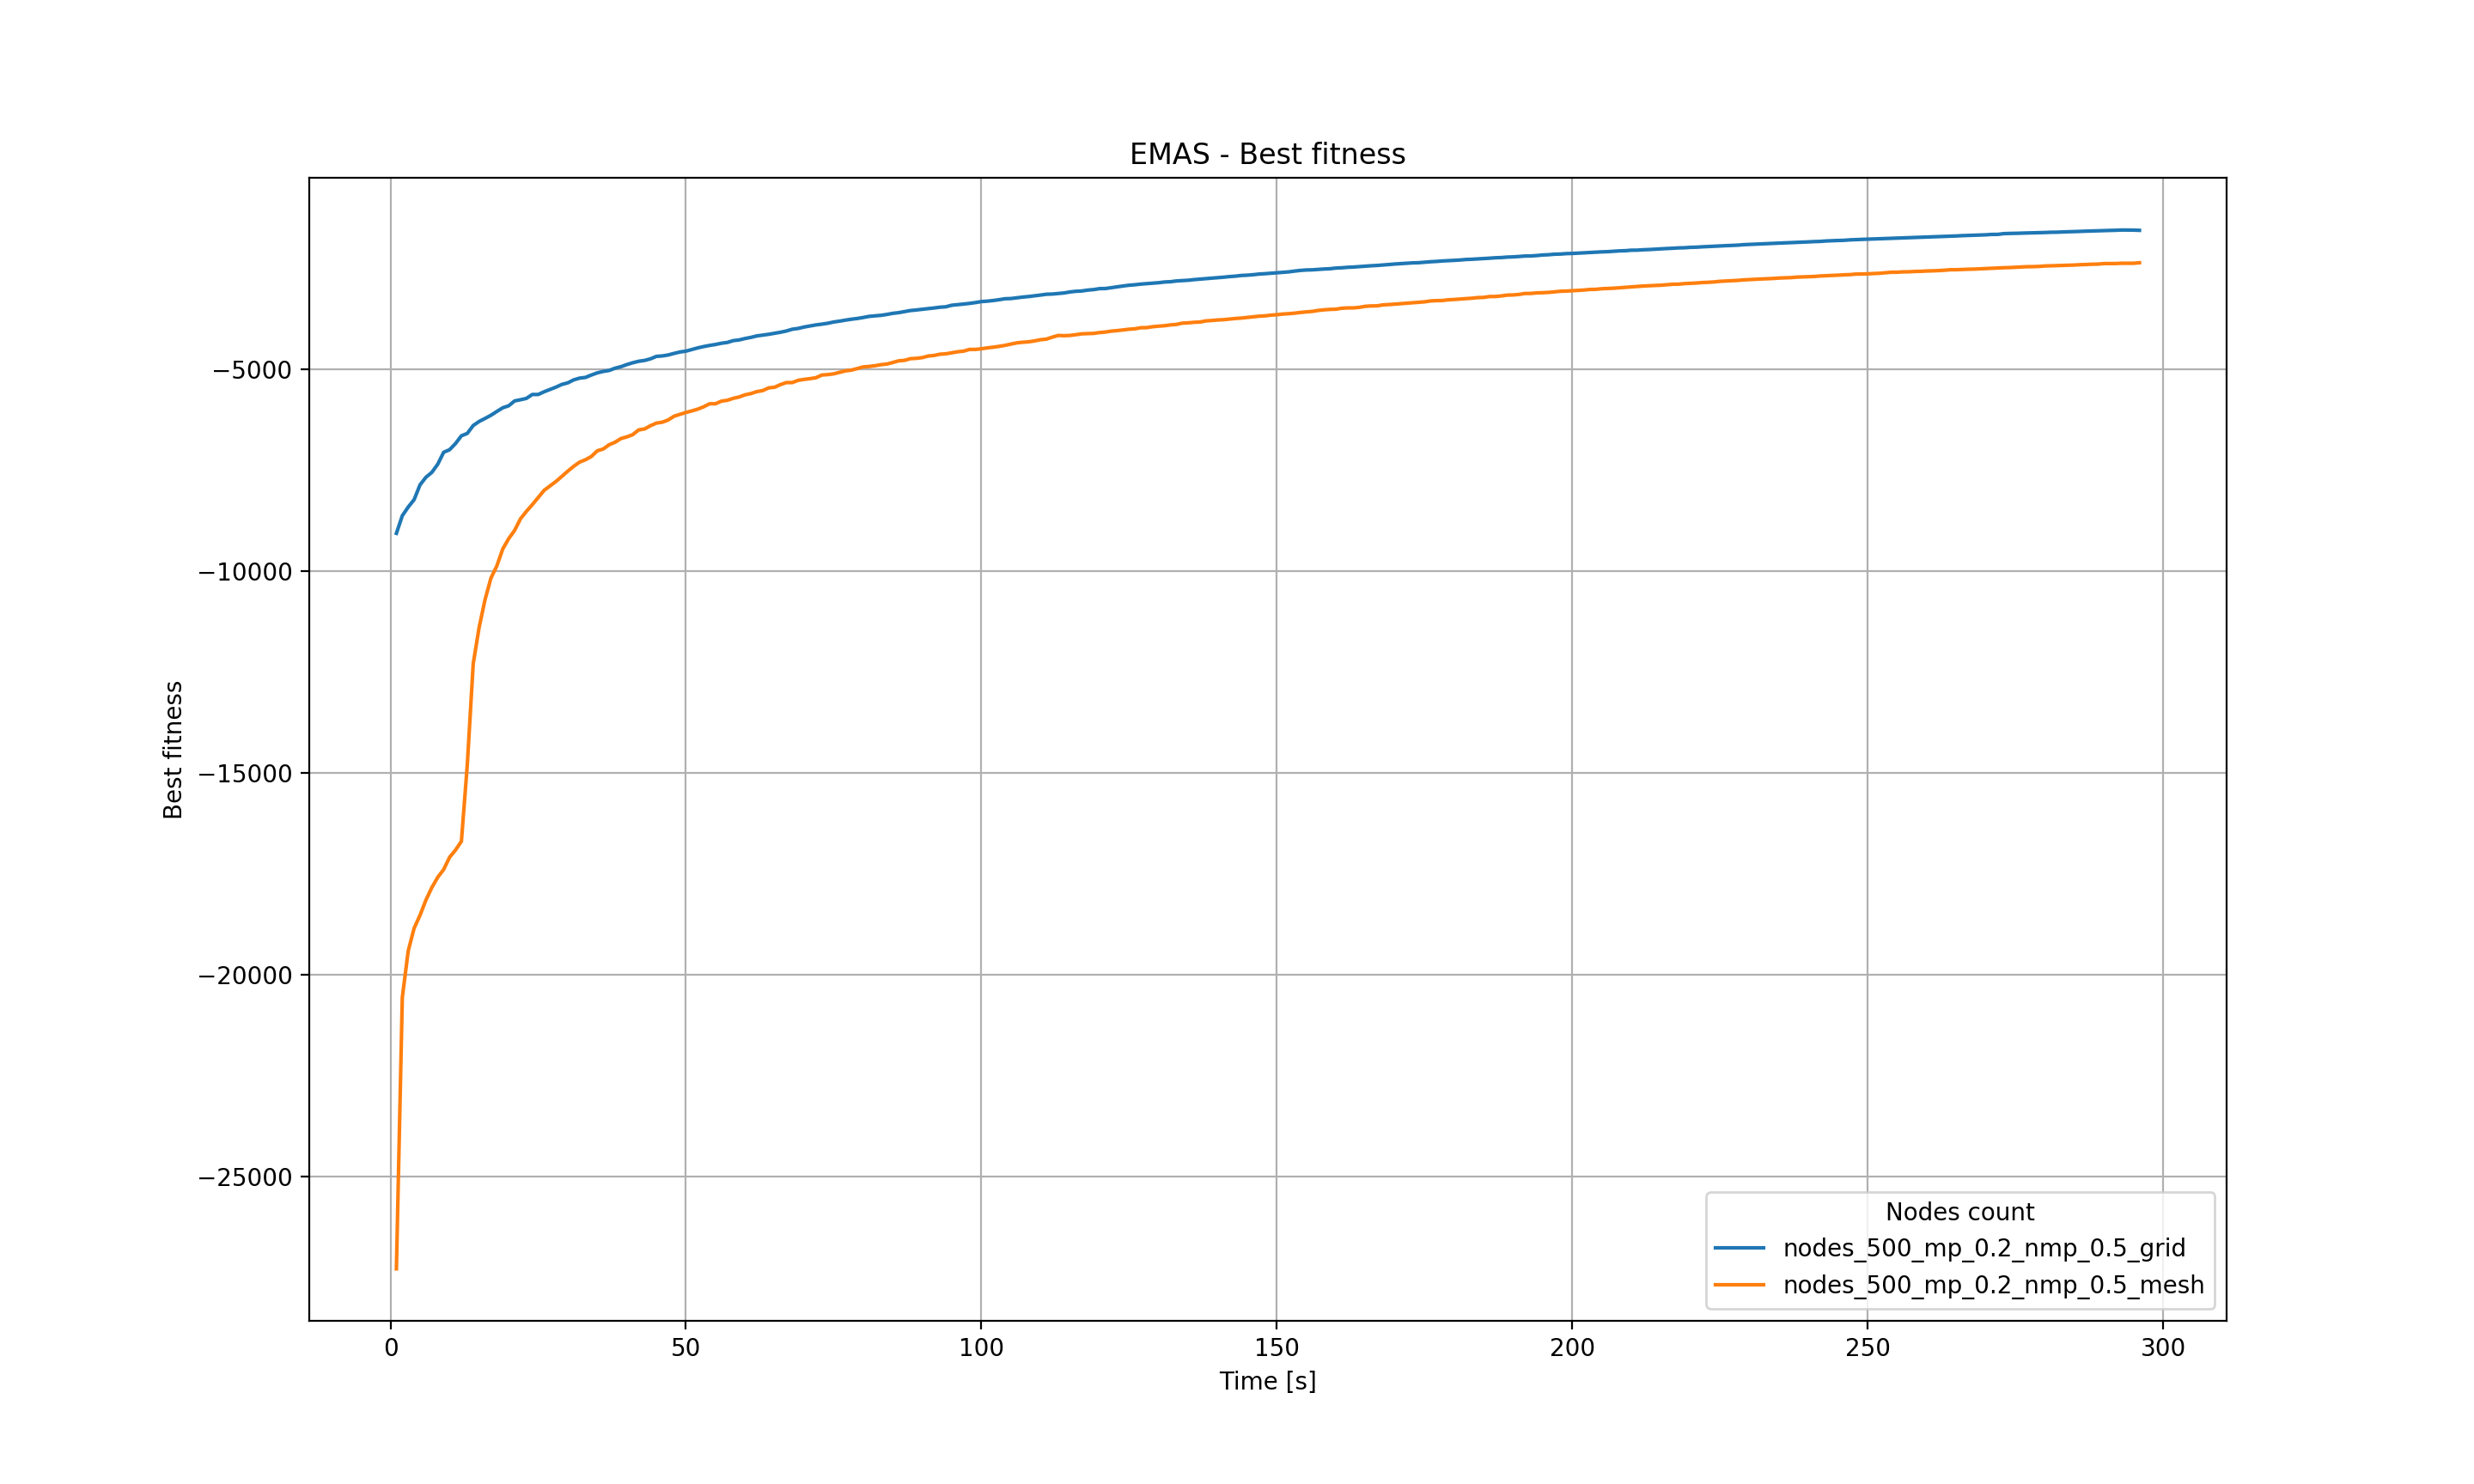 EMAS - Best fitness
Best fitness
−5000
−10000
−15000
−20000
−25000
0 50 100 150 200 250 300
Time [s]
Nodes count
nodes_500_mp_0.2_nmp_0.5_grid
nodes_500_mp_0.2_nmp_0.5_mesh